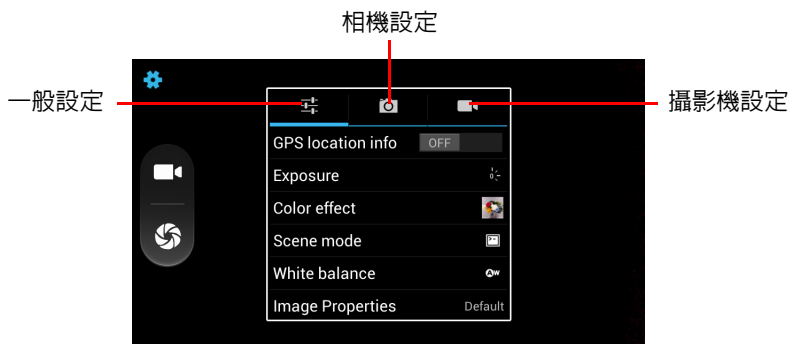 相機設定
一般設定
攝影機設定
GPS location info OFF
Exposure
Color effect
Scene mode
White balance
Image Properties Default